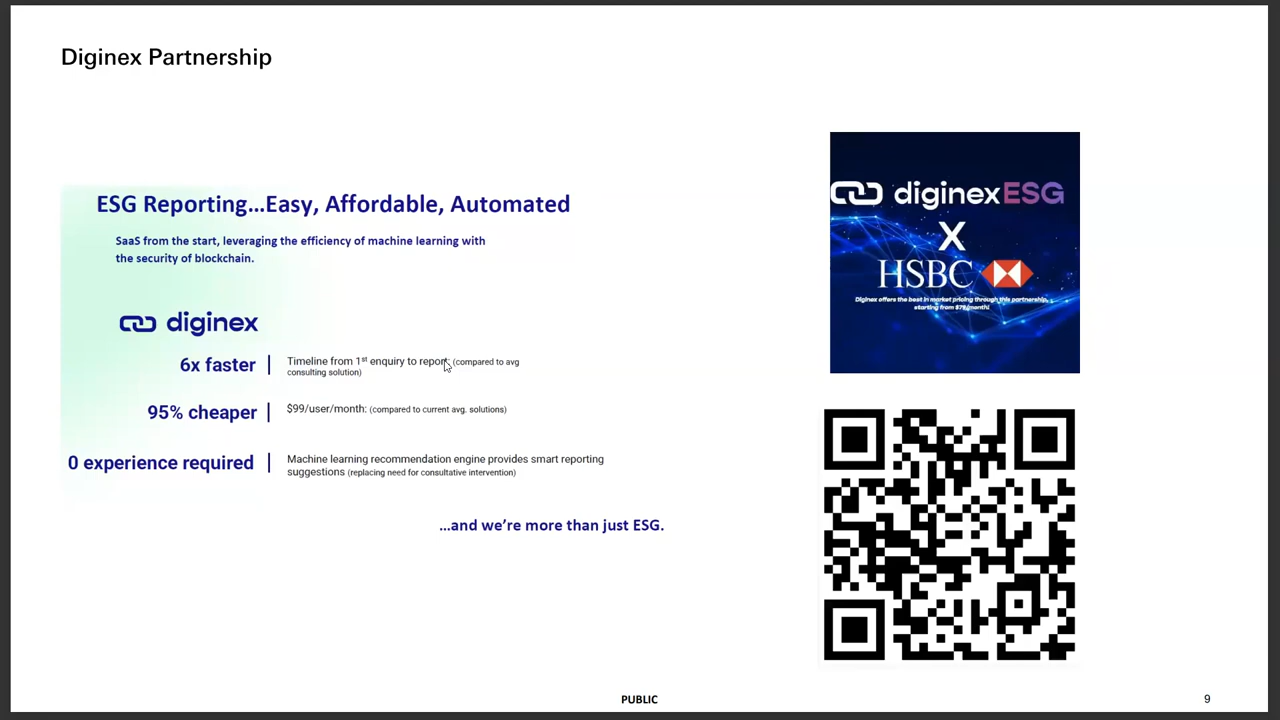 Diginex Partnership
ESG Reporting...Easy, Affordable, Automated
SaaS from the start, leveraging the efficiency of machine learning with
the security of blockchain.
diginex
6x faster
Timeline from 1st enquiry to report: (compared to avg
consulting solution)
95% cheaper
$99/user/month: (compared to current avg. solutions)
0 experience required
Machine learning recommendation engine provides smart reporting
suggestions (replacing need for consultative intervention)
...and we're more than just ESG.
diginexESG
X
HSBC
Diginex offers the best in market pricing through this partnership,
starting from $79/month!
PUBLIC
9